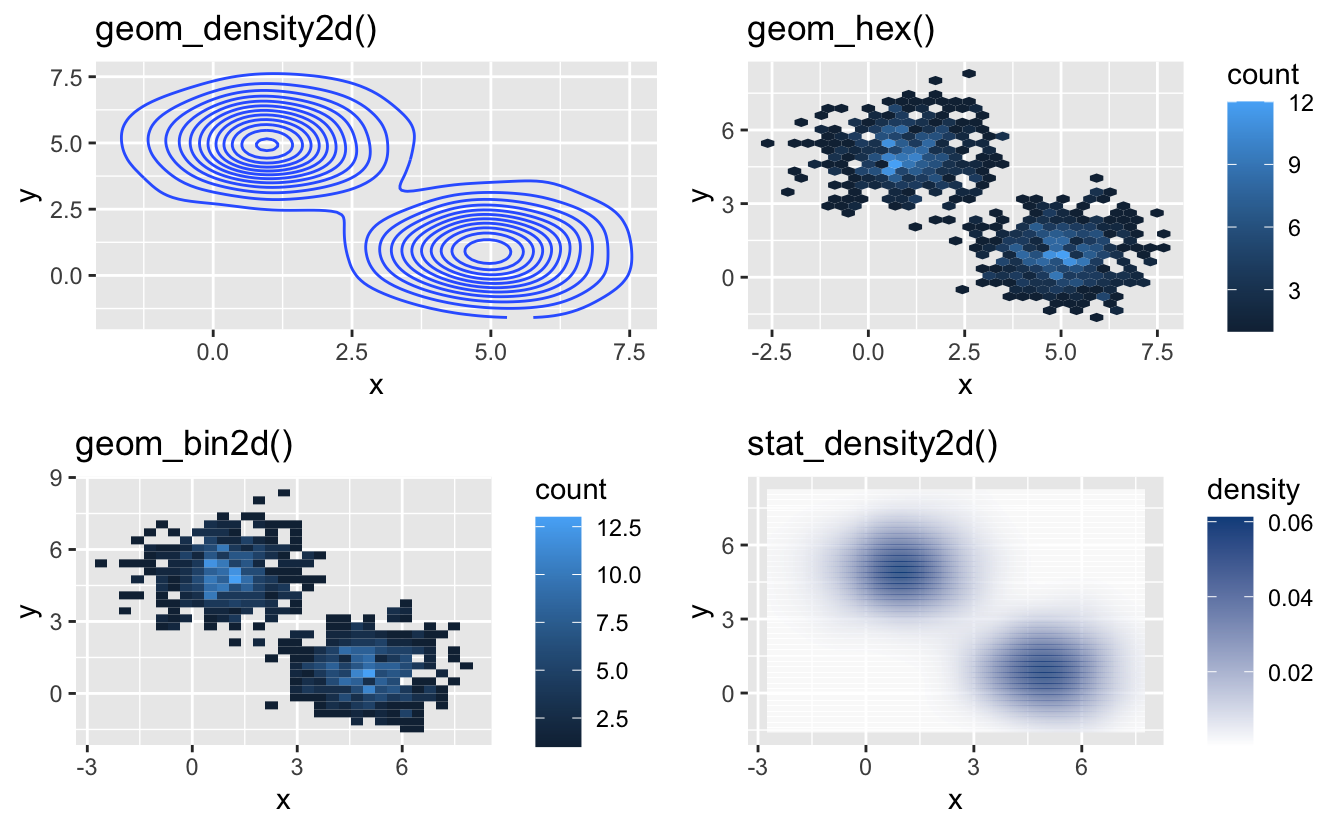 geom_density2d()
7.5
5.0
2.5
0.0
y
0.0 2.5 5.0 7.5
x
geom_hex()
6
3
0
y
-2.5 0.0 2.5 5.0 7.5
x
count
12
9
6
3
geom_bin2d()
9
6
3
0
y
-3 0 3 6
x
count
12.5
10.0
7.5
5.0
2.5
stat_density2d()
6
3
0
y
-3 0 3 6
x
density
0.06
0.04
0.02